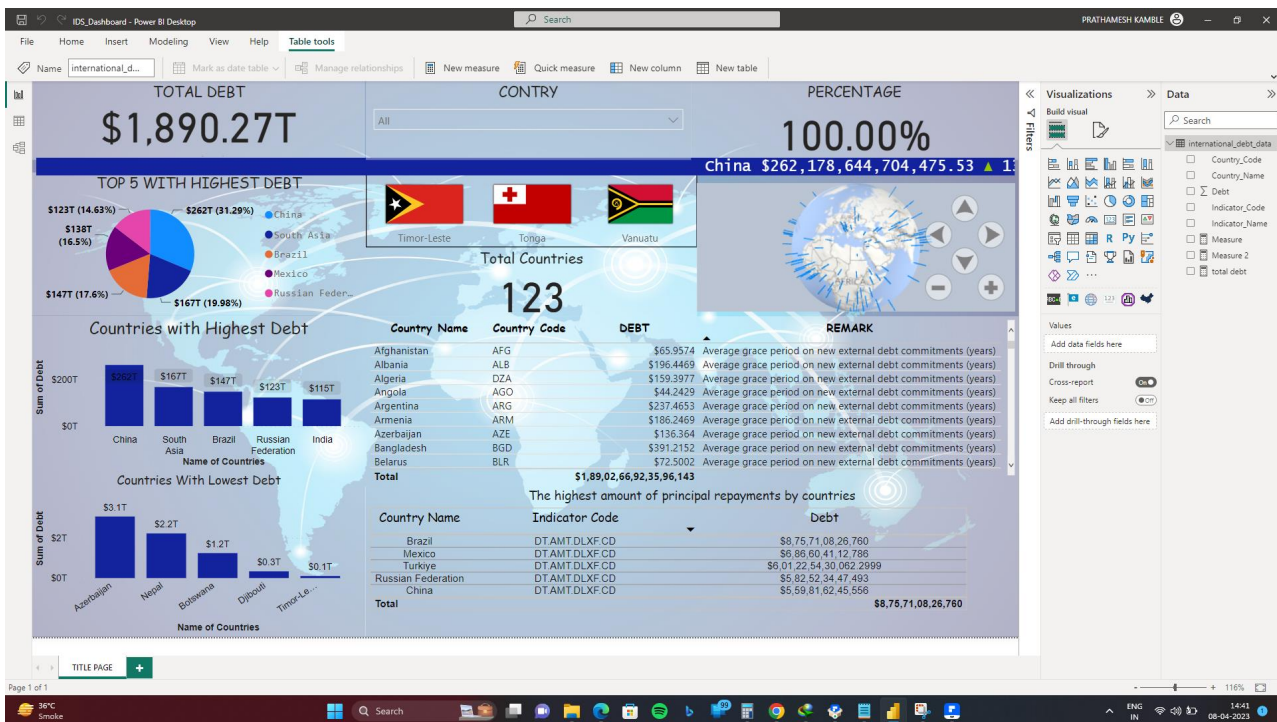 IDS_Dashboard - Power BI Desktop
Search
PRATHAMESH KAMBLE
File Home Insert Modeling View Help Table tools
Name international_d... Mark as date table Manage relationships New measure Quick measure New column New table
TOTAL DEBT
$1,890.27T
CONTRY
All
PERCENTAGE
100.00%
China $262,178,644,704,475.53 ▲
TOP 5 WITH HIGHEST DEBT
$123T (14.63%)
$262T (31.29%)
$138T
(16.5%)
$147T (17.6%)
$167T (19.98%)
China
South Asia
Brazil
Mexico
Russian Feder...
Timor-Leste Tonga Vanuatu
Total Countries
123
AFRICA
Countries with Highest Debt
Sum of Debt
$200T
$0T
$262T $167T $147T $123T $115T
China South Asia Brazil Russian Federation India
Name of Countries
Countries With Lowest Debt
Sum of Debt
$2T
$0T
$3.1T $2.2T $1.2T $0.3T $0.1T
Azerbaijan Nepal Botswana Djibouti Timor-Le...
Name of Countries
Country Name Country Code DEBT REMARK
Afghanistan AFG $65.9574 Average grace period on new external debt commitments (years)
Albania ALB $196.4469 Average grace period on new external debt commitments (years)
Algeria DZA $159.3977 Average grace period on new external debt commitments (years)
Angola AGO $44.2429 Average grace period on new external debt commitments (years)
Argentina ARG $237.4653 Average grace period on new external debt commitments (years)
Armenia ARM $186.2469 Average grace period on new external debt commitments (years)
Azerbaijan AZE $136.364 Average grace period on new external debt commitments (years)
Bangladesh BGD $391.2152 Average grace period on new external debt commitments (years)
Belarus BLR $72.5002 Average grace period on new external debt commitments (years)
Total $1,89,02,66,92,35,96,143
The highest amount of principal repayments by countries
Country Name Indicator Code Debt
Brazil DT.AMT.DLXF.CD $8,75,71,08,26,760
Mexico DT.AMT.DLXF.CD $6,86,60,41,12,786
Turkiye DT.AMT.DLXF.CD $6,01,22,54,30,062.2999
Russian Federation DT.AMT.DLXF.CD $5,82,52,34,47,493
China DT.AMT.DLXF.CD $5,59,81,62,45,556
Total $8,75,71,08,26,760
Filters
Visualizations
Build visual
Values
Add data fields here
Drill through
Cross-report On
Keep all filters Off
Add drill-through fields here
Data
Search
international_debt_data
Country_Code
Country_Name
Debt
Indicator_Code
Indicator_Name
Measure
Measure 2
total debt
TITLE PAGE
Page 1 of 1
116%
36°C
Smoke
Search
99
ENG
IN
14:41
08-04-2023
1